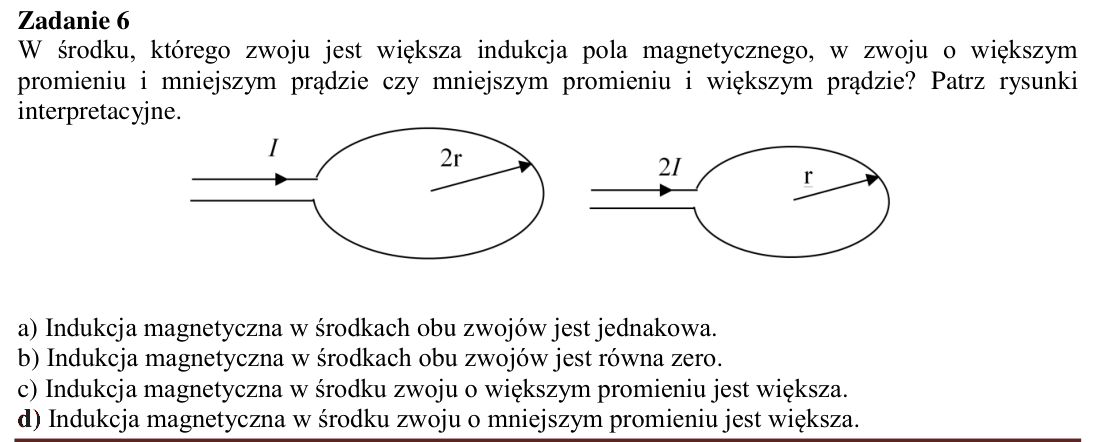 Zadanie 6
W środku, którego zwoju jest większa indukcja pola magnetycznego, w zwoju o większym
promieniu i mniejszym prądzie czy mniejszym promieniu i większym prądzie? Patrz rysunki
interpretacyjne.
I
2r
2I
r
a) Indukcja magnetyczna w środkach obu zwojów jest jednakowa.
b) Indukcja magnetyczna w środkach obu zwojów jest równa zero.
c) Indukcja magnetyczna w środku zwoju o większym promieniu jest większa.
d) Indukcja magnetyczna w środku zwoju o mniejszym promieniu jest większa.